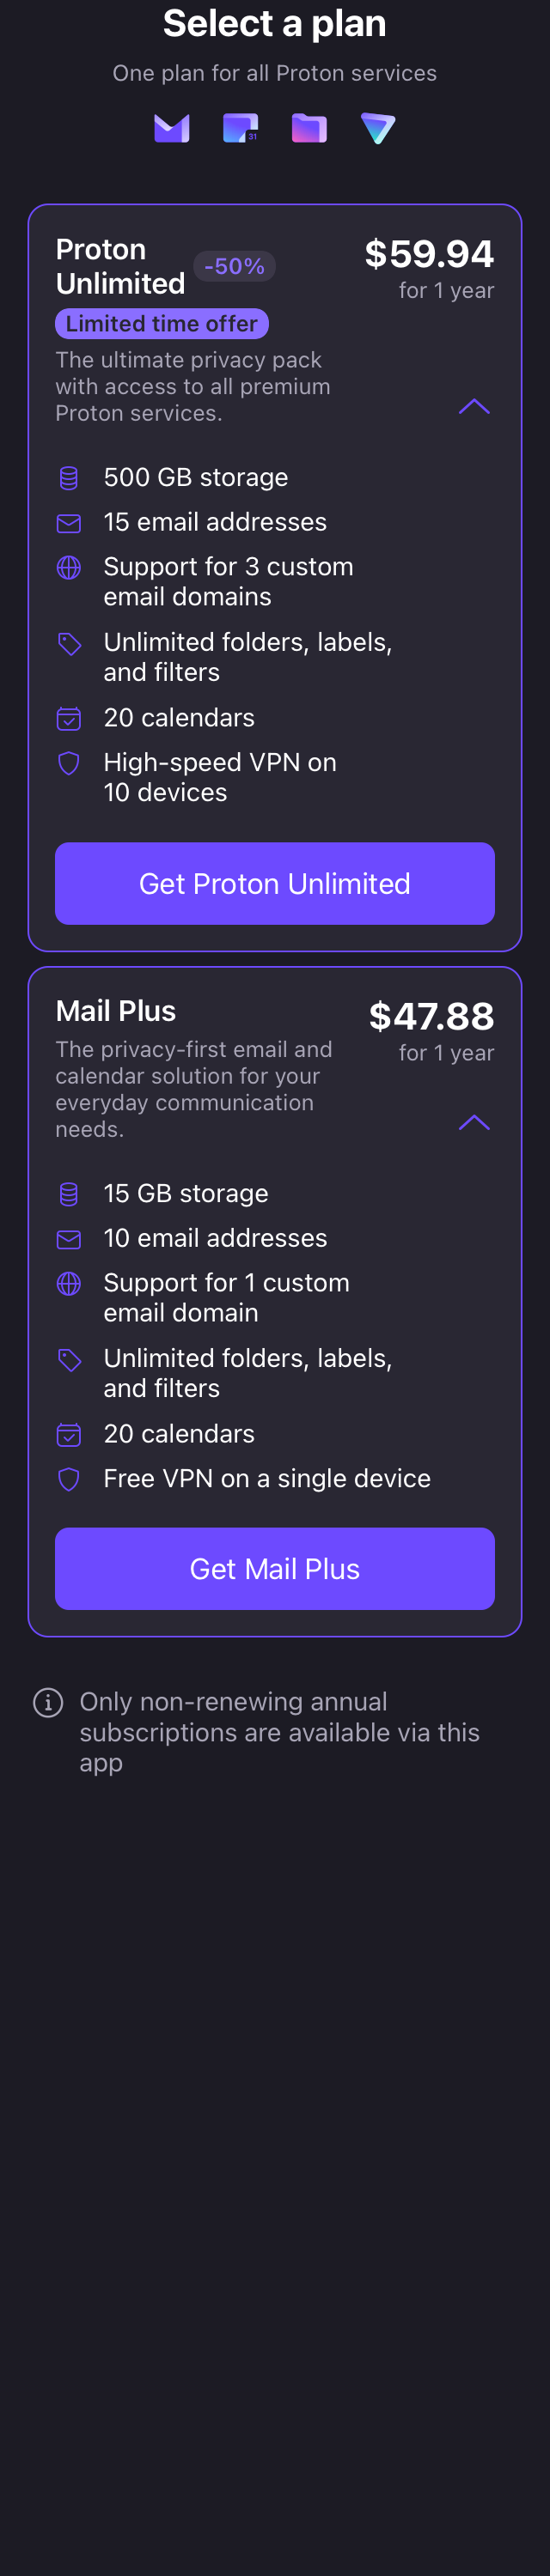 Select a plan
One plan for all Proton services
31
Proton
Unlimited
-50%
$59.94
for 1 year
Limited time offer
The ultimate privacy pack
with access to all premium
Proton services.
500 GB storage
15 email addresses
Support for 3 custom
email domains
Unlimited folders, labels,
and filters
20 calendars
High-speed VPN on
10 devices
Get Proton Unlimited
Mail Plus
$47.88
for 1 year
The privacy-first email and
calendar solution for your
everyday communication
needs.
15 GB storage
10 email addresses
Support for 1 custom
email domain
Unlimited folders, labels,
and filters
20 calendars
Free VPN on a single device
Get Mail Plus
Only non-renewing annual
subscriptions are available via this
app